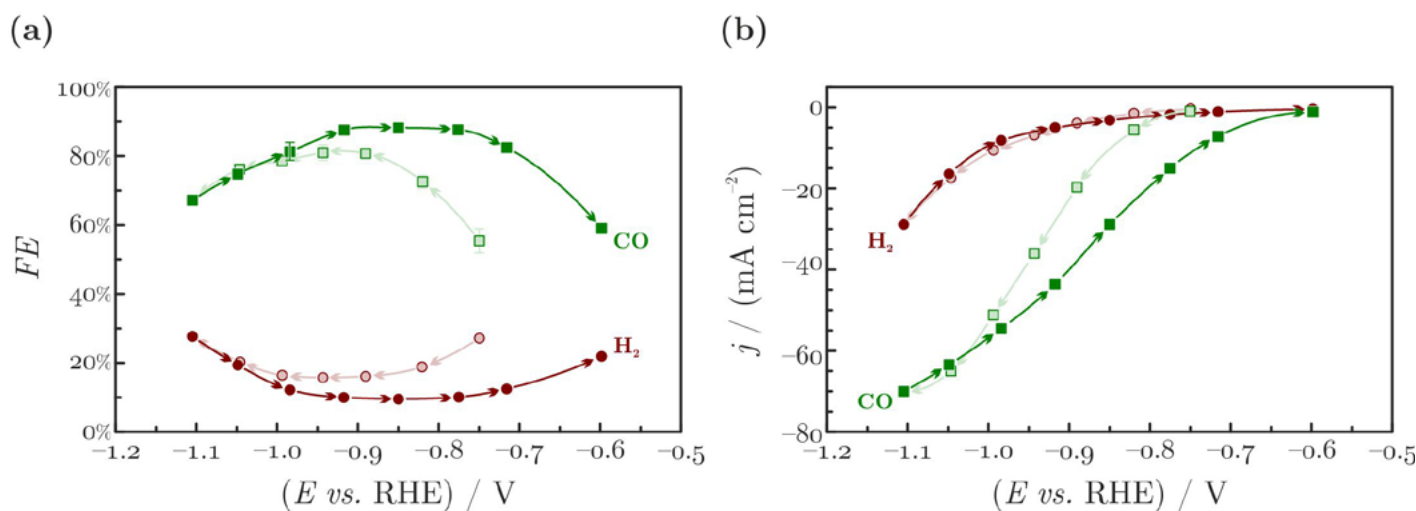 (a)
100%
80%
60%
40%
20%
0%
FE
CO
H₂
−1.2
−1.1
−1.0
−0.9
−0.8
−0.7
−0.6
−0.5
(E vs. RHE) / V
(b)
0
−20
−40
−60
−80
j / (mA cm⁻²)
H₂
CO
−1.2
−1.1
−1.0
−0.9
−0.8
−0.7
−0.6
−0.5
(E vs. RHE) / V